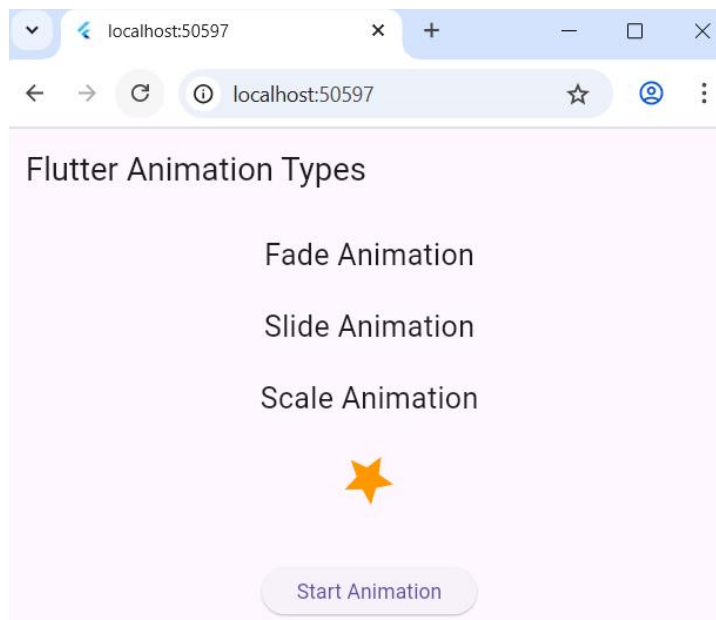 localhost:50597
localhost:50597
Flutter Animation Types
Fade Animation
Slide Animation
Scale Animation
Start Animation